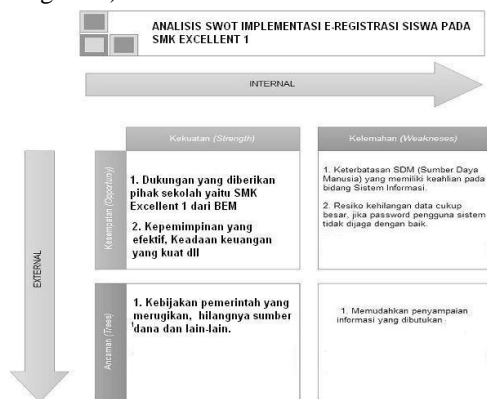 ANALISIS SWOT IMPLEMENTASI E-REGISTRASI SISWA PADA
SMK EXCELLENT 1
INTERNAL
EXTERNAL
Kekuatan (Strength)
Kelemahan (Weaknesses)
Kesempatan (Opportuny)
1. Dukungan yang diberikan
pihak sekolah yaitu SMK
Excellent 1 dari BEM
2. Kepemimpinan yang
efektif, Keadaan keuangan
yang kuat dll
1. Keterbatasan SDM (Sumber Daya
Manusia) yang memiliki keahlian pada
bidang Sistem Informasi.
2. Resiko kehilangan data cukup
besar, jika password pengguna sistem
tidak dijaga dengan baik.
Ancaman (Trees)
1. Kebijakan pemerintah yang
merugikan, hilangnya sumber
dana dan lain-lain.
1. Memudahkan penyampaian
informasi yang dibutukan